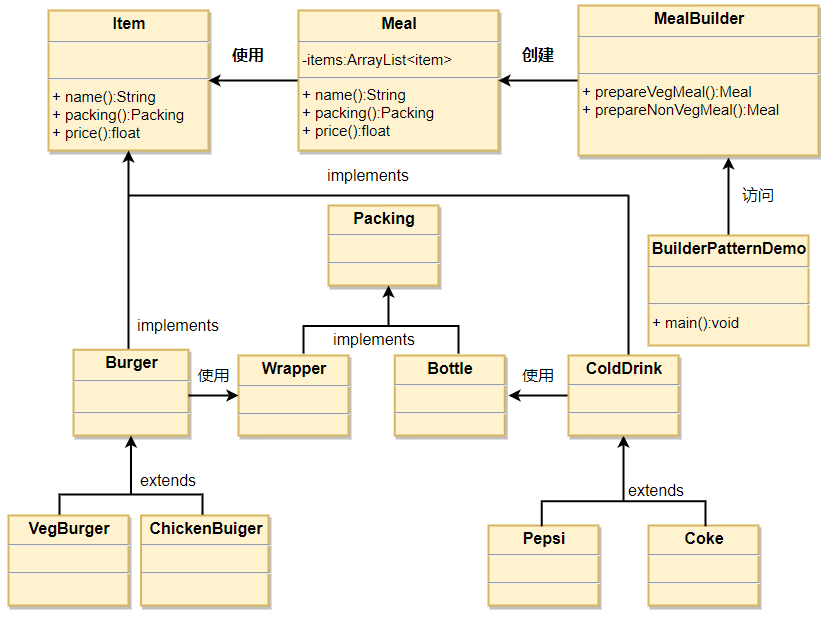 Item
+ name():String
+ packing():Packing
+ price():float
使用
Meal
-items:ArrayList<item>
+ name():String
+ packing():Packing
+ price():float
创建
MealBuilder
+ prepareVegMeal():Meal
+ prepareNonVegMeal():Meal
implements
访问
Packing
BuilderPatternDemo
+ main():void
implements
implements
Burger
使用
Wrapper
Bottle
使用
ColdDrink
extends
extends
VegBurger
ChickenBuiger
Pepsi
Coke